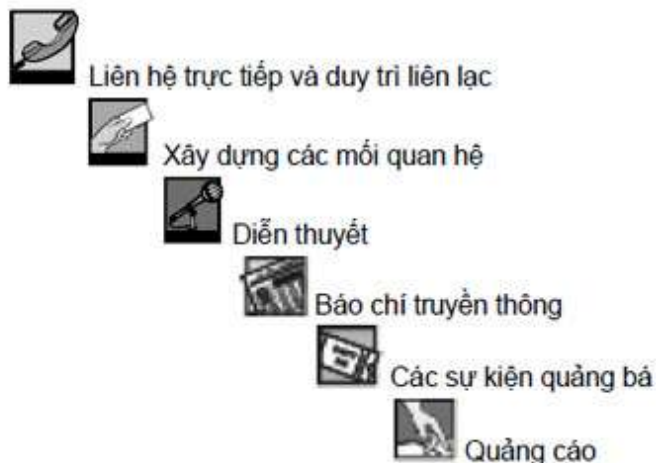 Liên hệ trực tiếp và duy trì liên lạc
Xây dựng các mối quan hệ
Diễn thuyết
Báo chí truyền thông
Các sự kiện quảng bá
Quảng cáo